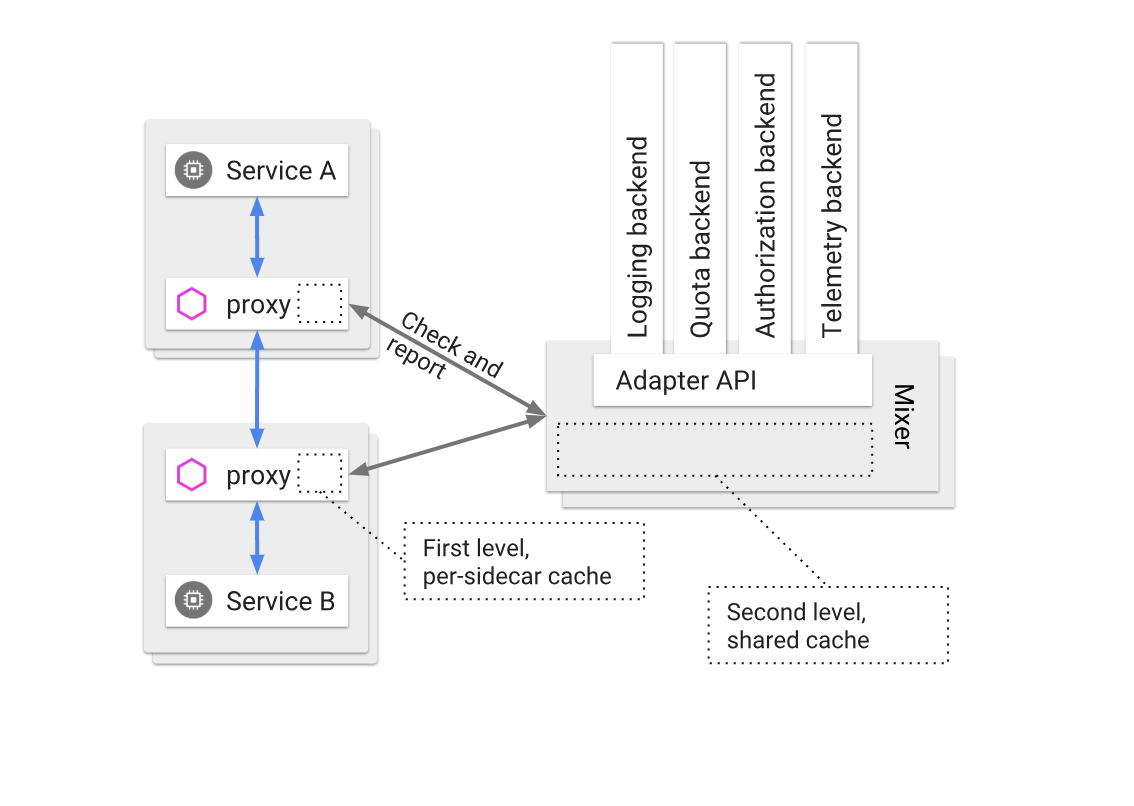 Service A
proxy
Check and
report
proxy
Service B
First level,
per-sidecar cache
Logging backend
Quota backend
Authorization backend
Telemetry backend
Adapter API
Mixer
Second level,
shared cache